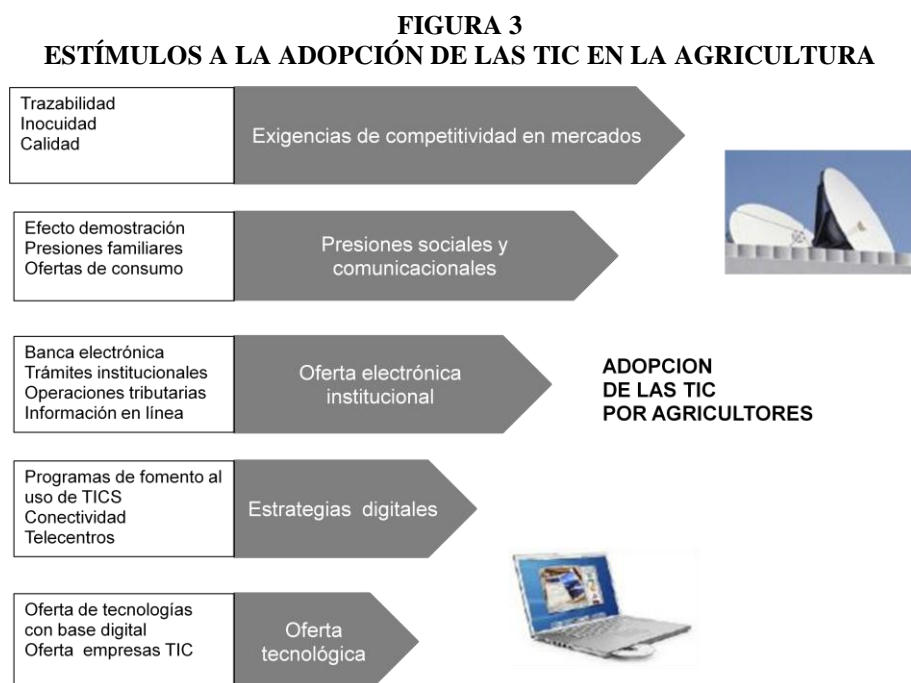 FIGURA 3
ESTÍMULOS A LA ADOPCIÓN DE LAS TIC EN LA AGRICULTURA
Trazabilidad
Inocuidad
Calidad
Exigencias de competitividad en mercados
Efecto demostración
Presiones familiares
Ofertas de consumo
Presiones sociales y
comunicacionales
Banca electrónica
Trámites institucionales
Operaciones tributarias
Información en línea
Oferta electrónica
institucional
ADOPCION
DE LAS TIC
POR AGRICULTORES
Programas de fomento al
uso de TICS
Conectividad
Telecentros
Estrategias digitales
Oferta de tecnologías
con base digital
Oferta empresas TIC
Oferta
tecnológica